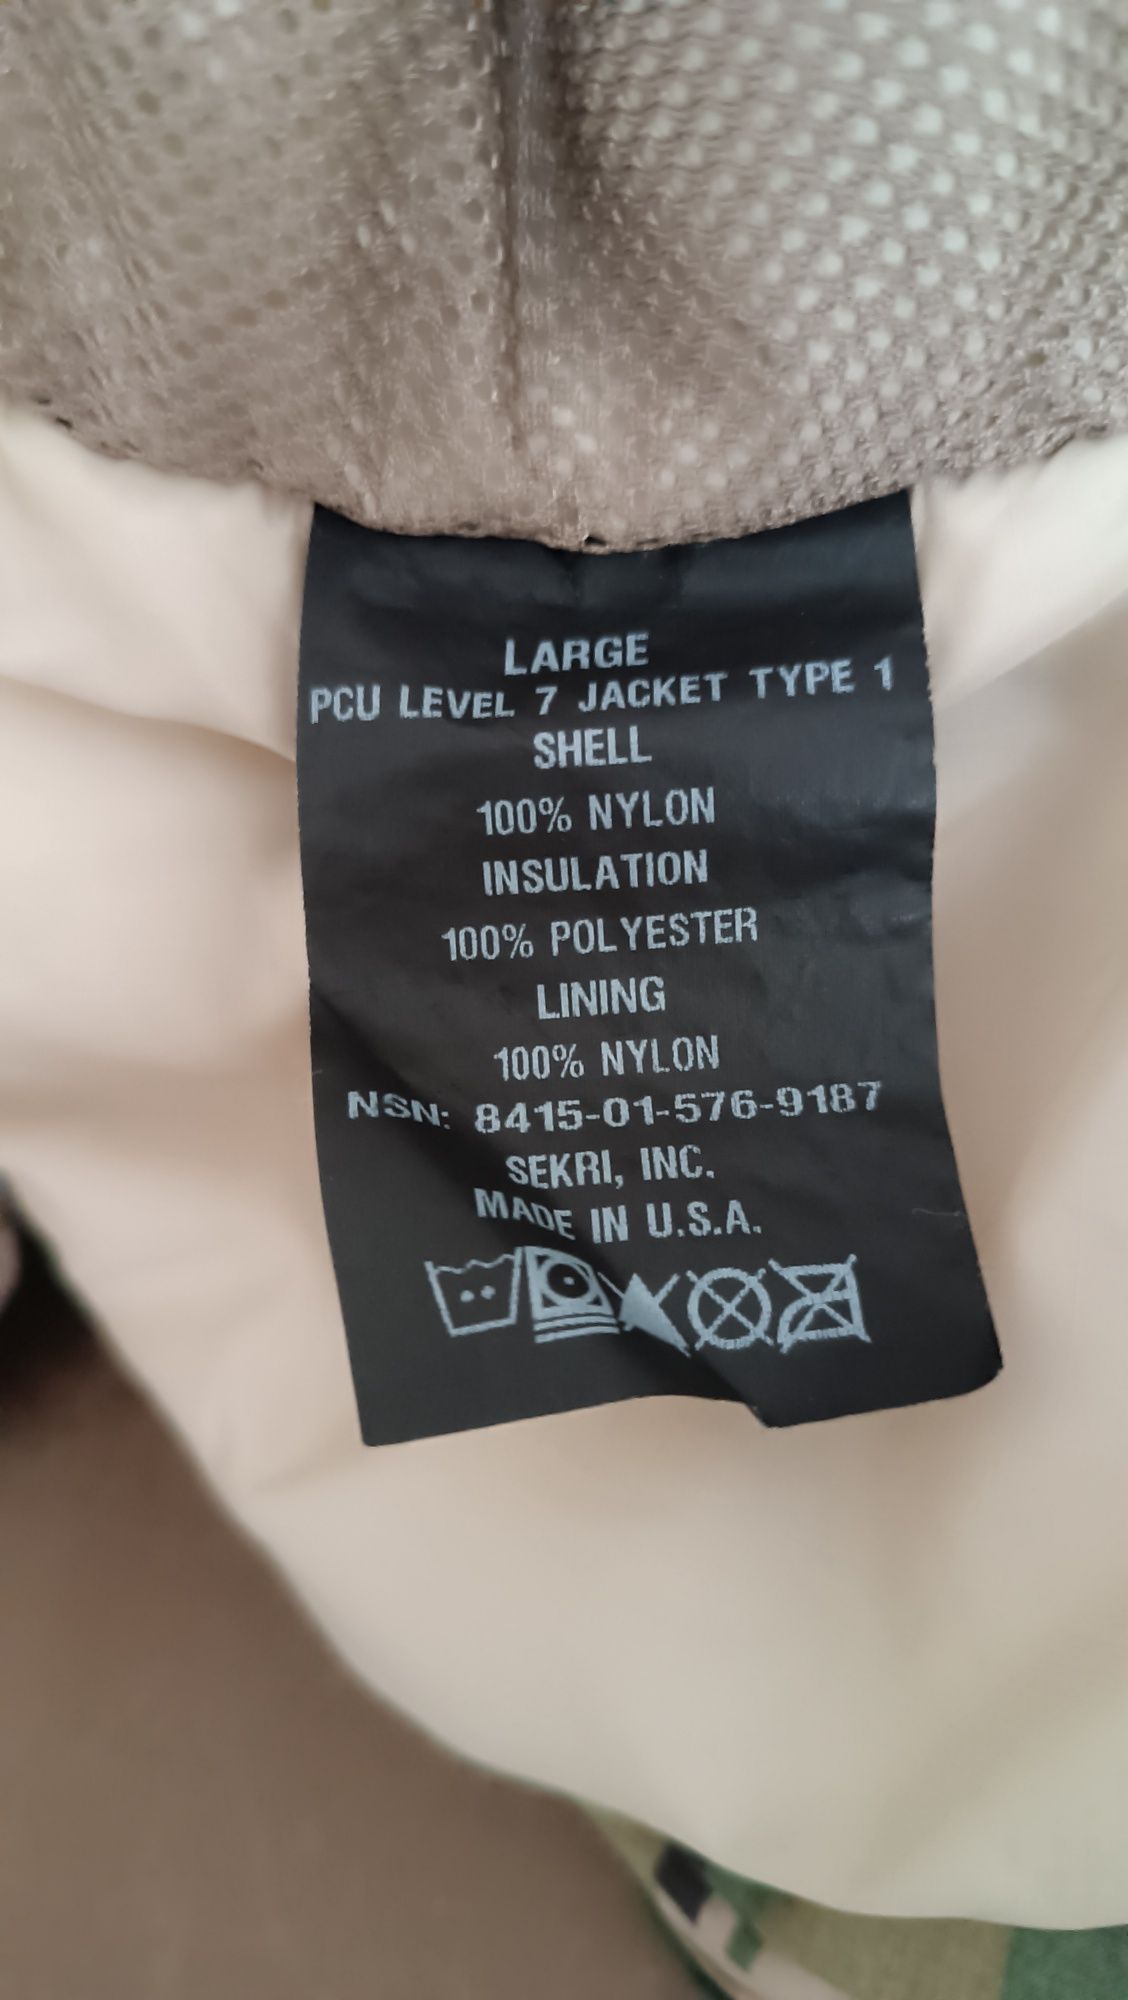 LARGE
PCU LEVEL 7 JACKET TYPE 1
SHELL
100% NYLON
INSULATION
100% POLYESTER
LINING
100% NYLON
NSN: 8415-01-576-9187
SEKRI, INC.
MADE IN U.S.A.